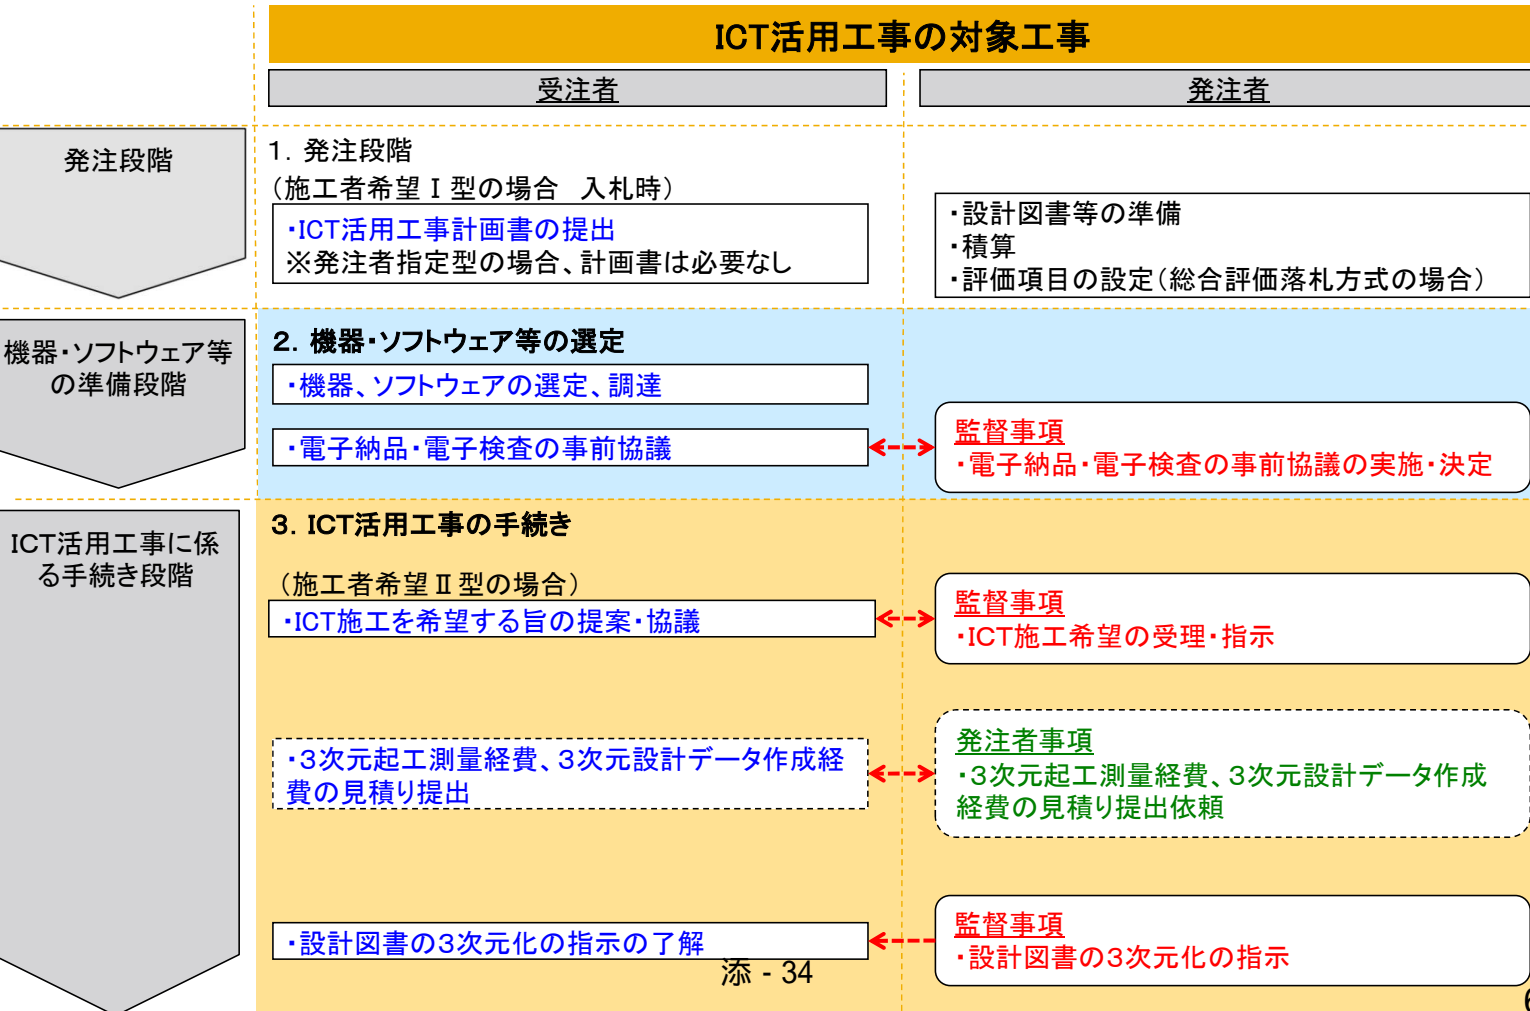 ICT活用工事の対象工事
受注者
発注者
発注段階
1．発注段階
（施工者希望Ⅰ型の場合　入札時）
・ICT活用工事計画書の提出
※発注者指定型の場合、計画書は必要なし
・設計図書等の準備
・積算
・評価項目の設定（総合評価落札方式の場合）
機器・ソフトウェア等
の準備段階
2．機器・ソフトウェア等の選定
・機器、ソフトウェアの選定、調達
・電子納品・電子検査の事前協議
監督事項
・電子納品・電子検査の事前協議の実施・決定
ICT活用工事に係
る手続き段階
3．ICT活用工事の手続き
（施工者希望Ⅱ型の場合）
・ICT施工を希望する旨の提案・協議
監督事項
・ICT施工希望の受理・指示
・3次元起工測量経費、3次元設計データ作成経
費の見積り提出
発注者事項
・3次元起工測量経費、3次元設計データ作成
経費の見積り提出依頼
・設計図書の3次元化の指示の了解
監督事項
・設計図書の3次元化の指示
添 - 34